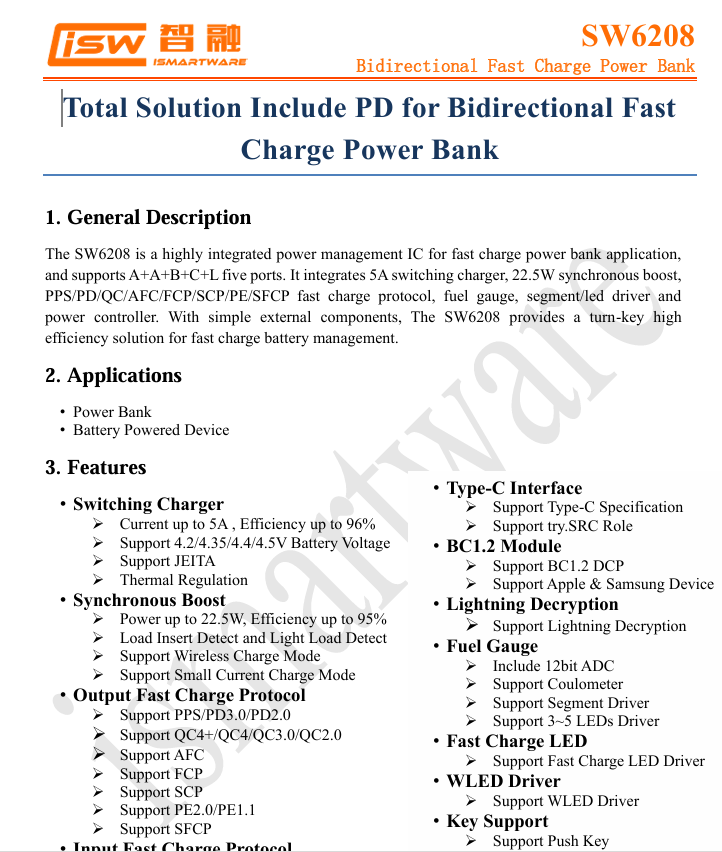 isw 智融
ISMARTWARE
SW6208
Bidirectional Fast Charge Power Bank
Total Solution Include PD for Bidirectional Fast
Charge Power Bank
1. General Description
The SW6208 is a highly integrated power management IC for fast charge power bank application,
and supports A+A+B+C+L five ports. It integrates 5A switching charger, 22.5W synchronous boost,
PPS/PD/QC/AFC/FCP/SCP/PE/SFCP fast charge protocol, fuel gauge, segment/led driver and
power controller. With simple external components, The SW6208 provides a turn-key high
efficiency solution for fast charge battery management.
2. Applications
• Power Bank
• Battery Powered Device
3. Features
• Switching Charger
➢ Current up to 5A , Efficiency up to 96%
➢ Support 4.2/4.35/4.4/4.5V Battery Voltage
➢ Support JEITA
➢ Thermal Regulation
• Synchronous Boost
➢ Power up to 22.5W, Efficiency up to 95%
➢ Load Insert Detect and Light Load Detect
➢ Support Wireless Charge Mode
➢ Support Small Current Charge Mode
• Output Fast Charge Protocol
➢ Support PPS/PD3.0/PD2.0
➢ Support QC4+/QC4/QC3.0/QC2.0
➢ Support AFC
➢ Support FCP
➢ Support SCP
➢ Support PE2.0/PE1.1
➢ Support SFCP
• Input Fast Charge Protocol
• Type-C Interface
➢ Support Type-C Specification
➢ Support try.SRC Role
• BC1.2 Module
➢ Support BC1.2 DCP
➢ Support Apple & Samsung Device
• Lightning Decryption
➢ Support Lightning Decryption
• Fuel Gauge
➢ Include 12bit ADC
➢ Support Coulometer
➢ Support Segment Driver
➢ Support 3~5 LEDs Driver
• Fast Charge LED
➢ Support Fast Charge LED Driver
• WLED Driver
➢ Support WLED Driver
• Key Support
➢ Support Push Key
ismartware